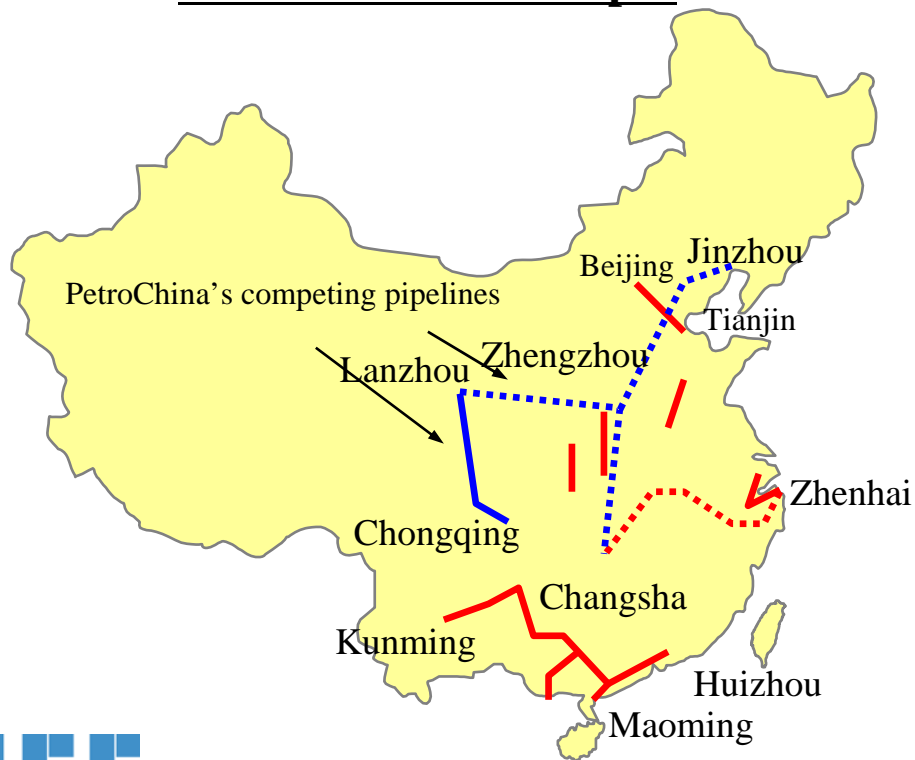 Jinzhou
Beijing
PetroChina's competing pipelines
Tianjin
Zhengzhou
Lanzhou
Zhenhai
Chongqing
Changsha
Kunming
Huizhou
Maoming